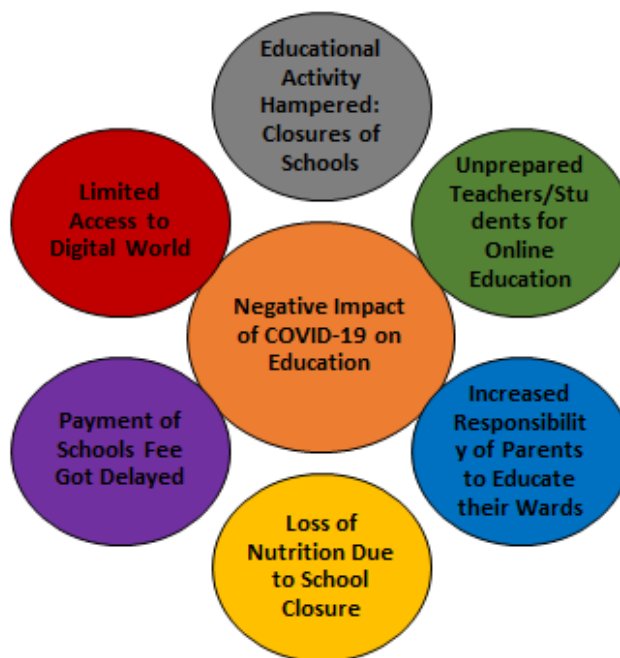 Educational
Activity
Hampered:
Closures of
Schools
Limited
Access to
Digital World
Unprepared
Teachers/Stu
dents for
Online
Education
Negative Impact
of COVID-19 on
Education
Payment of
Schools Fee
Got Delayed
Increased
Responsibilit
y of Parents
to Educate
their Wards
Loss of
Nutrition Due
to School
Closure